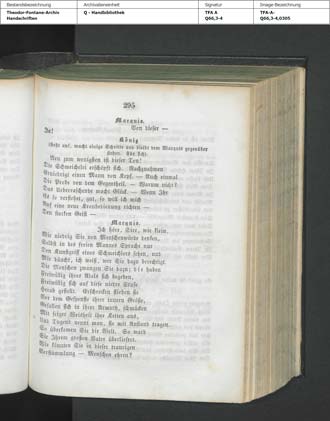 Bestandsbezeichnung
Theodor-Fontane-Archiv
Handschriften
Archivalieneinheit
Q - Handbibliothek
Signatur
TFA A
Q66,3-4
Image-Bezeichnung
TFA-A-
Q66,3-4,0305
295
Marquis.
Von dieser —
Ja!
König
(steht auf, macht einige Schritte und bleibt dem Marquis gegenüber
stehen. Für sich).
Neu zum wenigsten ist dieser Ton!
Die Schmeichelei erschöpft sich. Nachzuahmen
Erniedrigt einen Mann von Kopf. — Auch einmal
Die Probe von dem Gegentheil. — Warum nicht?
Das Ueberraschende macht Glück. — Wenn Ihr
Es so versteht, gut, so will ich mich
Auf eine neue Kronbedienung richten —
Den starken Geist —
Marquis.
Ich höre, Sire, wie klein,
Wie niedrig Sie von Menschenwürde denken,
Selbst in des freien Mannes Sprache nur
Den Kunstgriff eines Schmeichlers sehen, und
Mir däucht, ich weiß, wer Sie dazu berechtigt.
Die Menschen zwangen Sie dazu; die haben
Freiwillig ihres Adels sich begeben,
Freiwillig sich auf diese niedre Stufe
Herab gestellt. Erschrocken fliehen sie
Vor dem Gespenste ihrer innern Größe,
Gefallen sich in ihrer Armuth, schmücken
Mit feiger Weisheit ihre Ketten aus,
Und Tugend nennt man, sie mit Anstand tragen.
So überkamen Sie die Welt. So ward
Sie Ihrem großen Vater überliefert.
Wie könnten Sie in dieser traurigen
Verstümmlung — Menschen ehren?